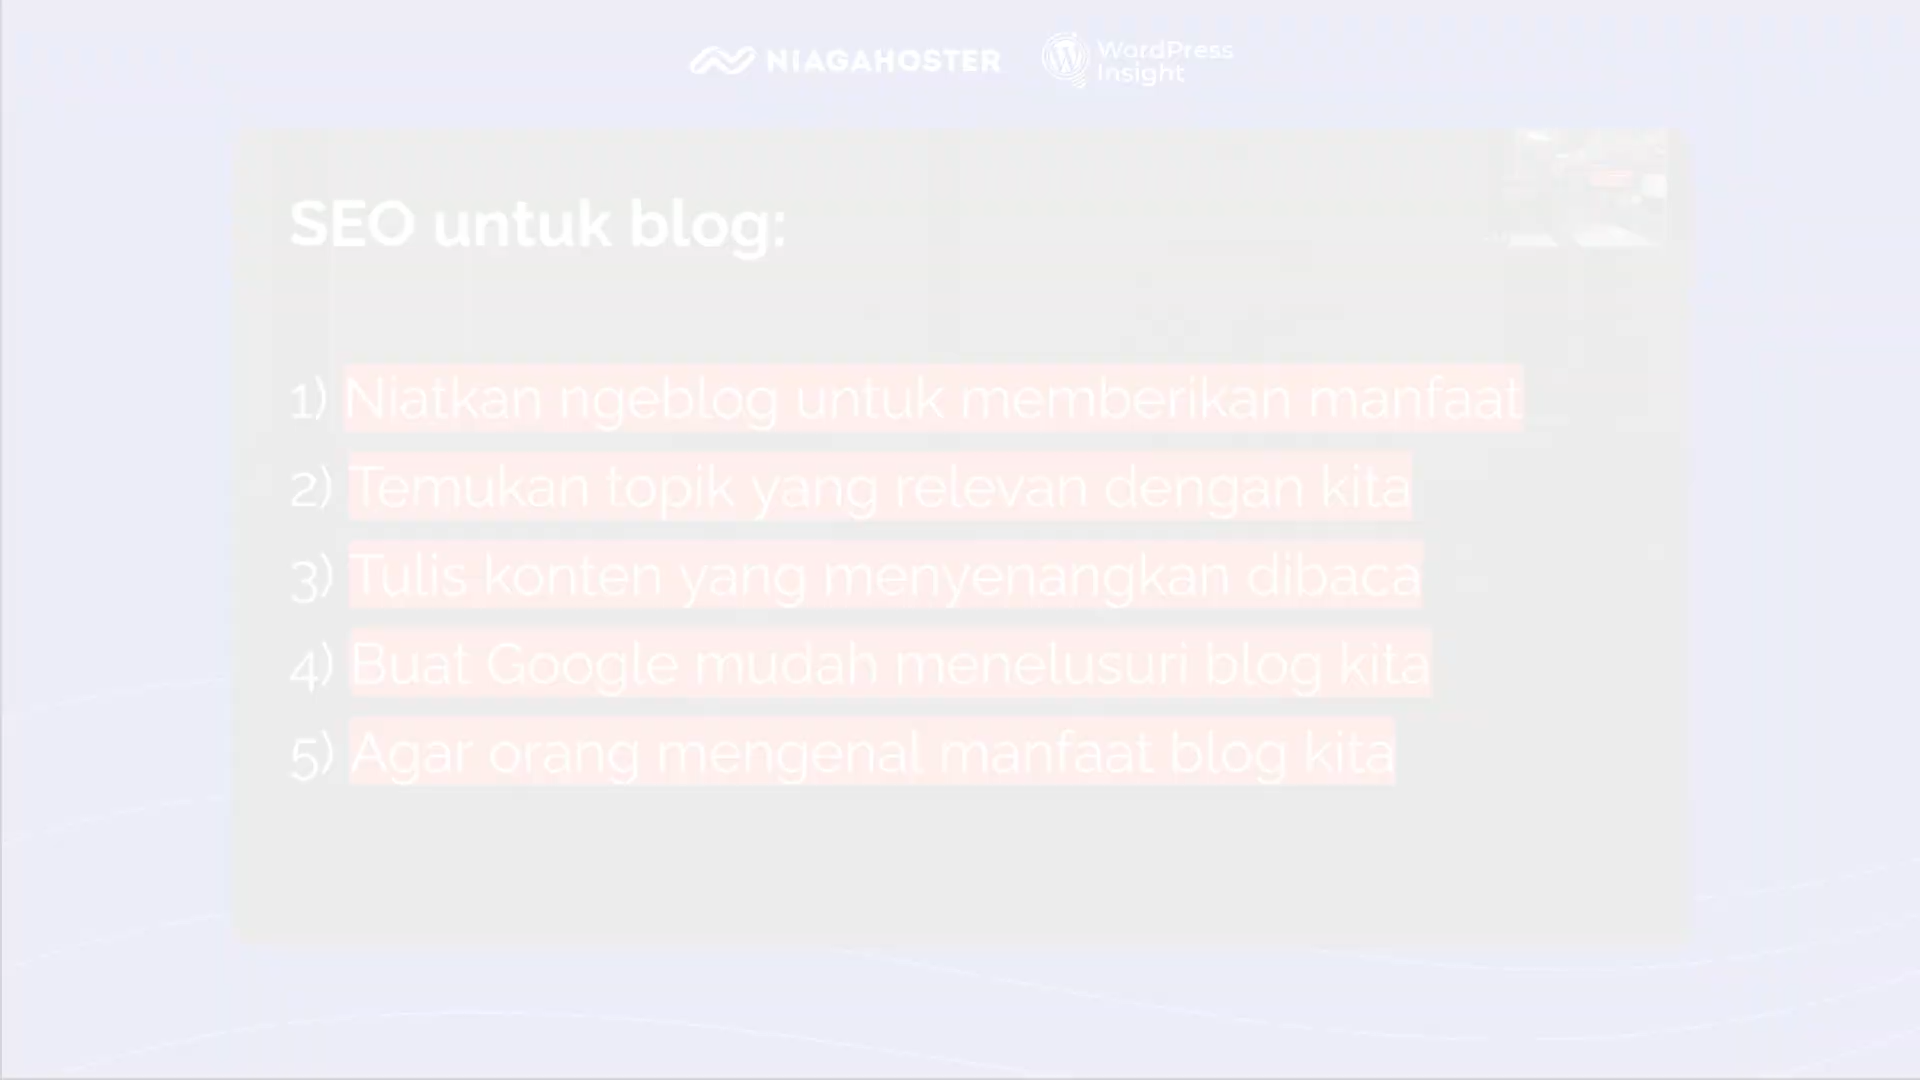 NIAGAHOSTER
WordPress
Insight
SEO untuk blog:
1) Niatkan ngeblog untuk memberikan manfaat
2) Temukan topik yang relevan dengan kita
3) Tulis konten yang menyenangkan dibaca
4) Buat Google mudah menelusuri blog kita
5) Agar orang mengenal manfaat blog kita